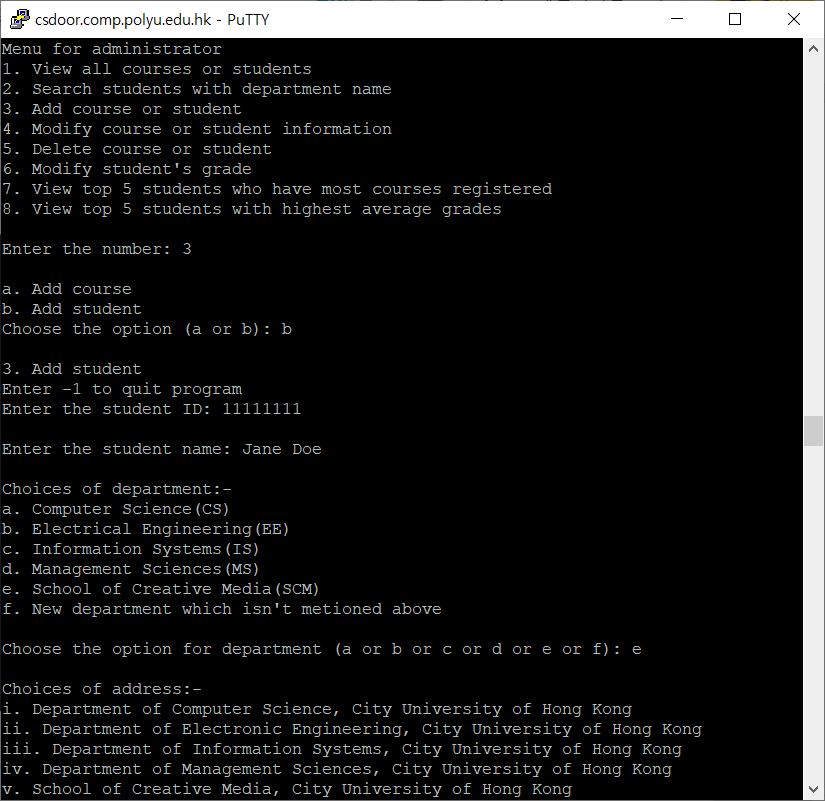 csdoor.comp.polyu.edu.hk - PuTTY
Menu for administrator
1. View all courses or students
2. Search students with department name
3. Add course or student
4. Modify course or student information
5. Delete course or student
6. Modify student's grade
7. View top 5 students who have most courses registered
8. View top 5 students with highest average grades
Enter the number: 3
a. Add course
b. Add student
Choose the option (a or b): b
3. Add student
Enter -1 to quit program
Enter the student ID: 11111111
Enter the student name: Jane Doe
Choices of department:-
a. Computer Science(CS)
b. Electrical Engineering(EE)
c. Information Systems(IS)
d. Management Sciences(MS)
e. School of Creative Media(SCM)
f. New department which isn't metioned above
Choose the option for department (a or b or c or d or e or f): e
Choices of address:-
i. Department of Computer Science, City University of Hong Kong
ii. Department of Electronic Engineering, City University of Hong Kong
iii. Department of Information Systems, City University of Hong Kong
iv. Department of Management Sciences, City University of Hong Kong
v. School of Creative Media, City University of Hong Kong